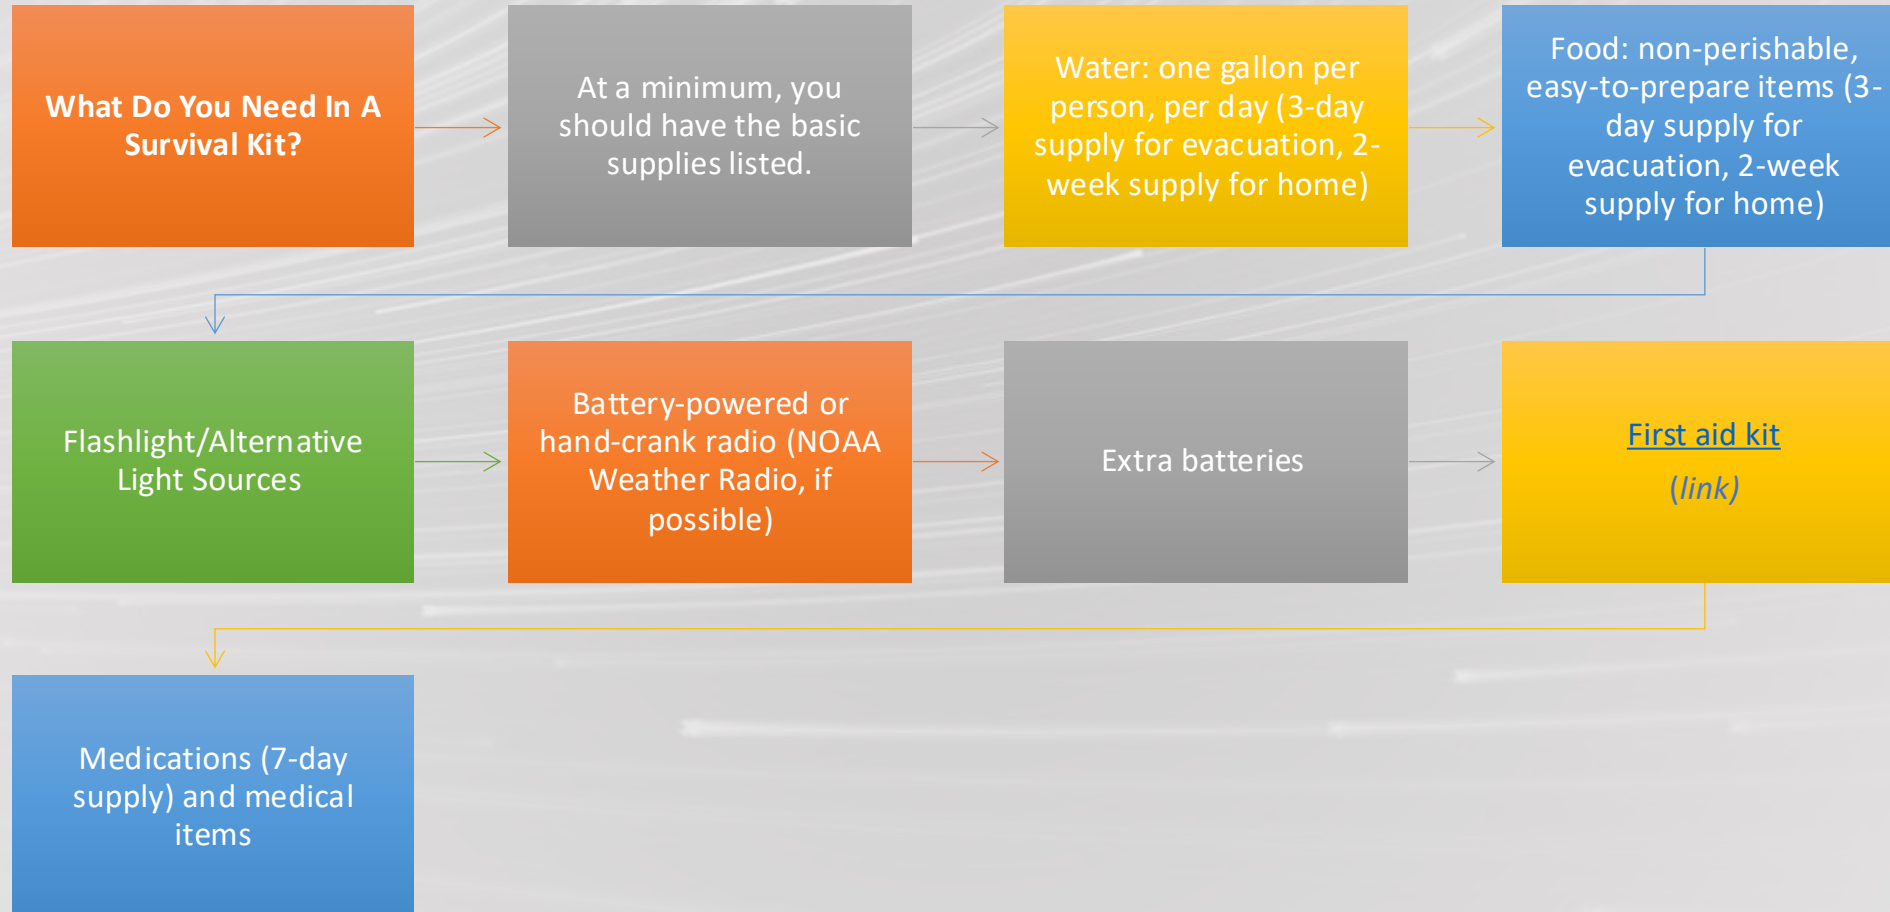 What Do You Need In A
Survival Kit?
At a minimum, you
should have the basic
supplies listed.
Water: one gallon per
person, per day (3-day
supply for evacuation, 2-
week supply for home)
Food: non-perishable,
easy-to-prepare items (3-
day supply for
evacuation, 2-week
supply for home)
Flashlight/Alternative
Light Sources
Battery-powered or
hand-crank radio (NOAA
Weather Radio, if
possible)
Extra batteries
First aid kit
(link)
Medications (7-day
supply) and medical
items